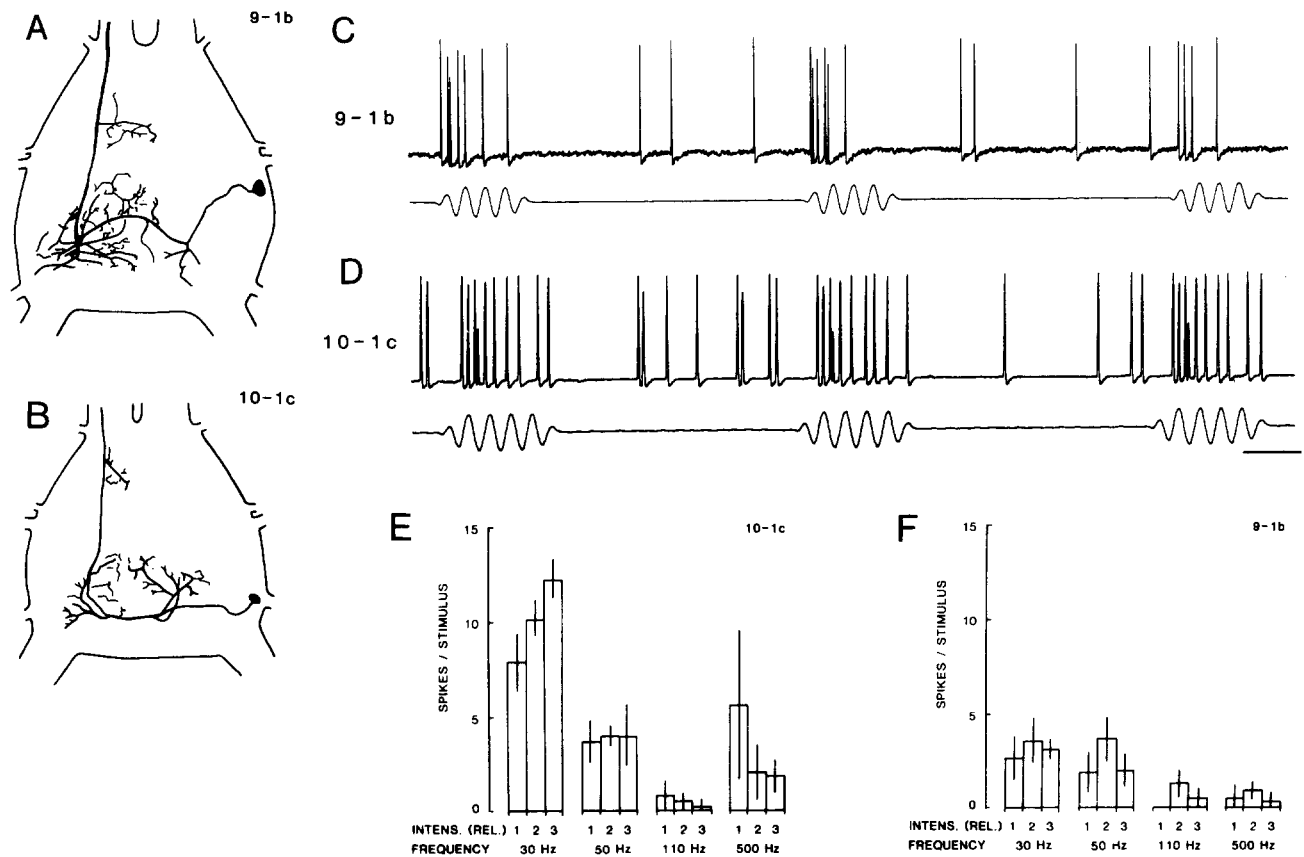 A
9-1b
B
10-1c
C
9-1b
D
10-1c
E
10-1c
15
10
5
0
SPIKES / STIMULUS
INTENS. (REL.) 1 2 3 1 2 3 1 2 3 1 2 3
FREQUENCY 30 Hz 50 Hz 110 Hz 500 Hz
F
9-1b
15
10
5
0
SPIKES / STIMULUS
INTENS. (REL.) 1 2 3 1 2 3 1 2 3 1 2 3
FREQUENCY 30 Hz 50 Hz 110 Hz 500 Hz